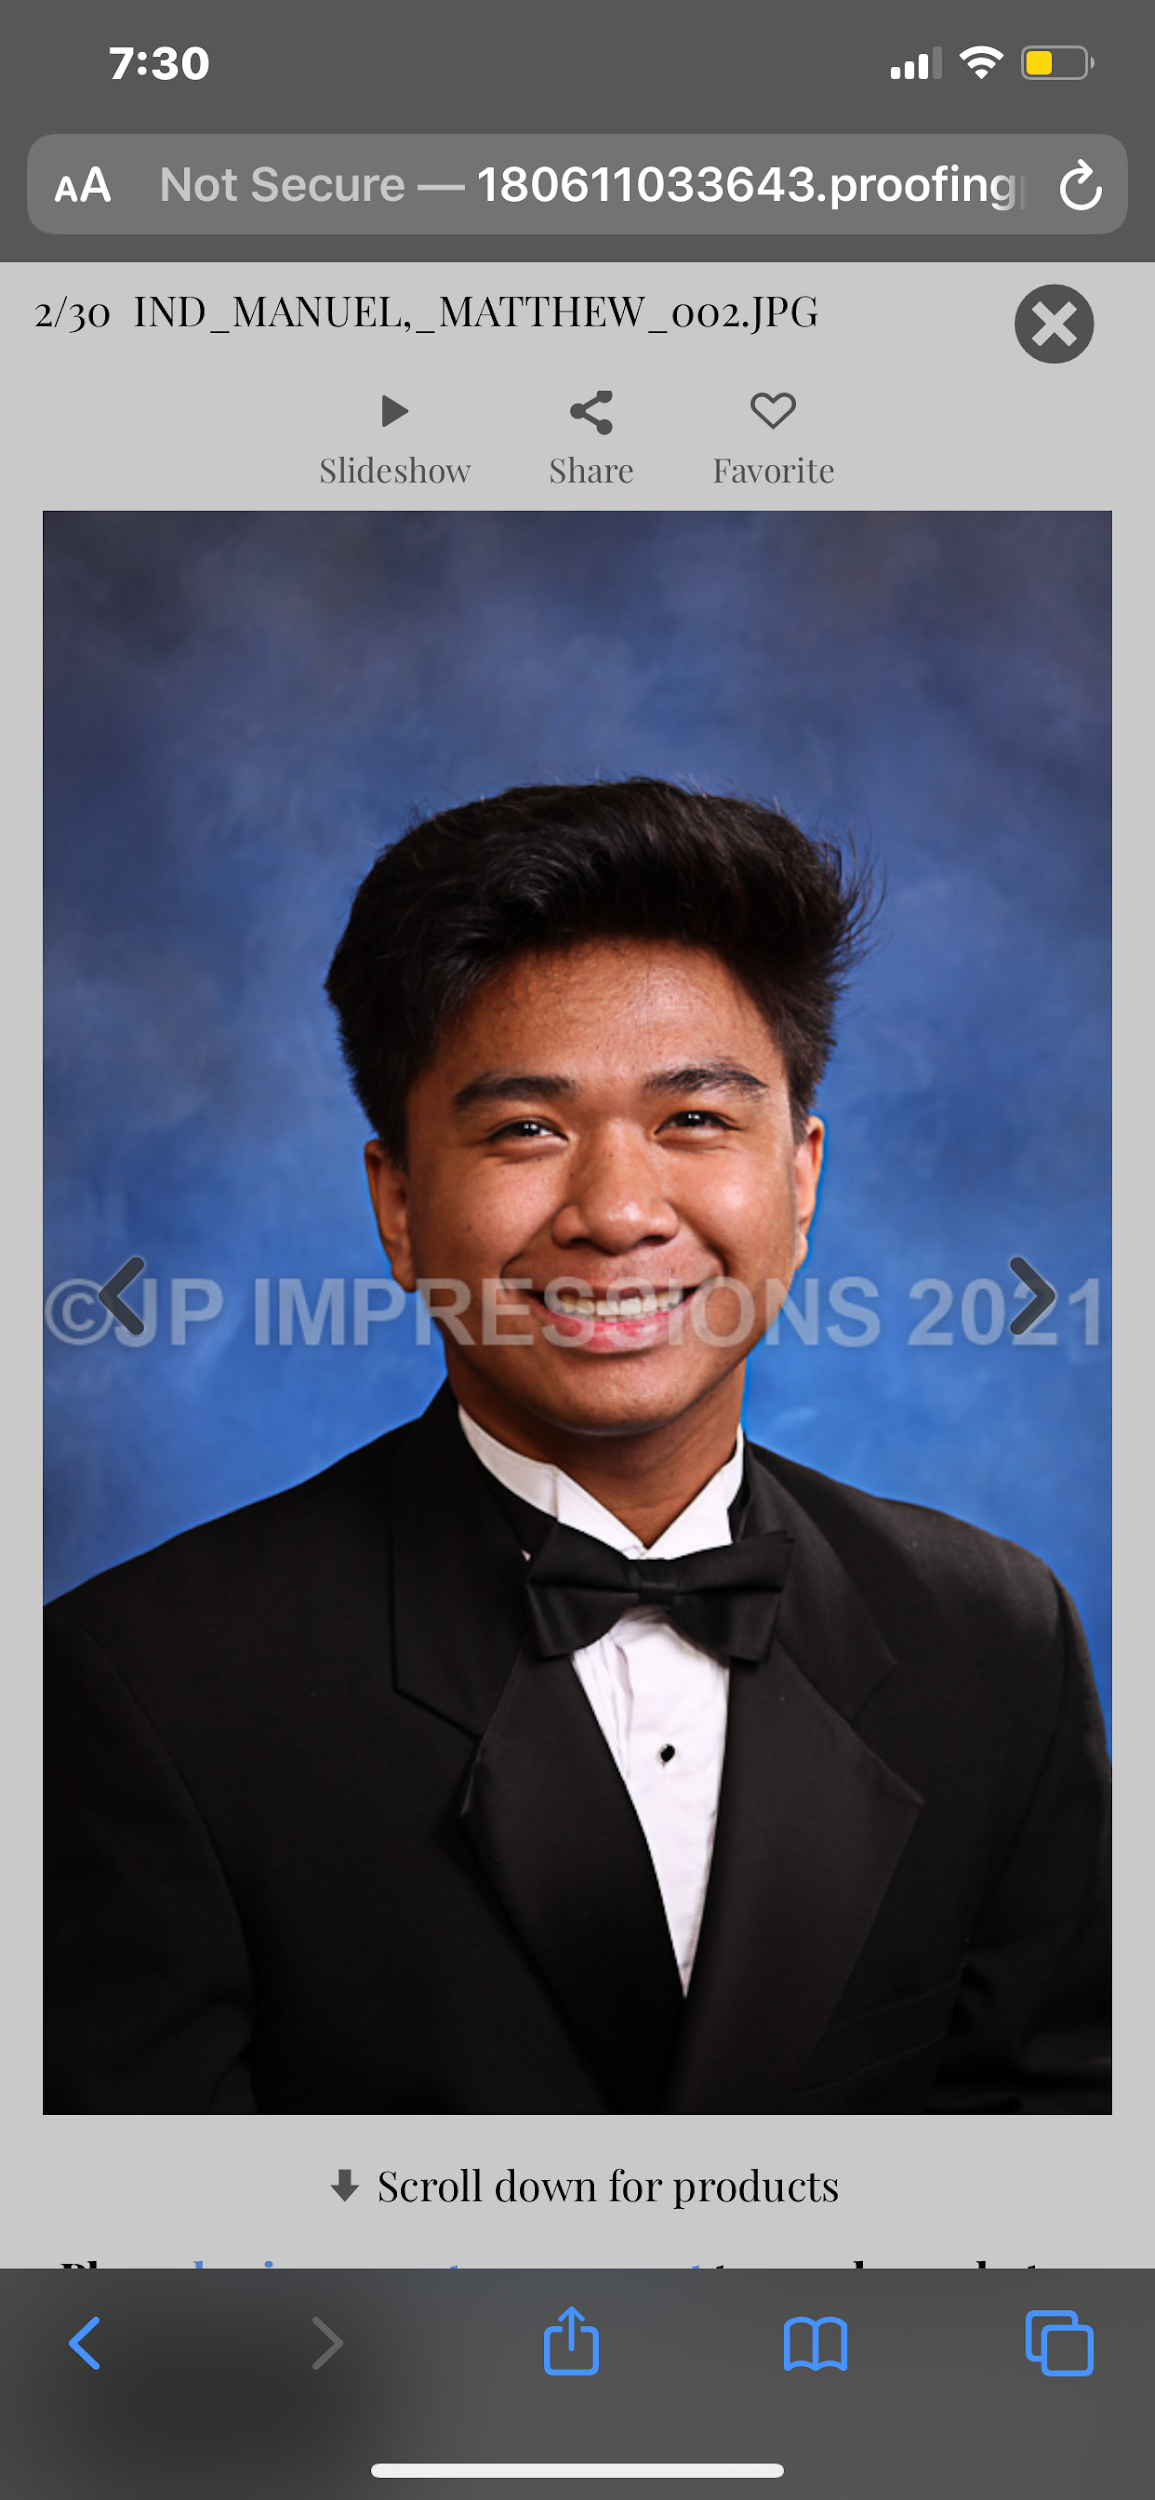 7:30
AA Not Secure — 180611033643.proofing
2/30 IND_MANUEL,_MATTHEW_002.JPG
Slideshow Share Favorite
©JP IMPRESSIONS 2021
Scroll down for products